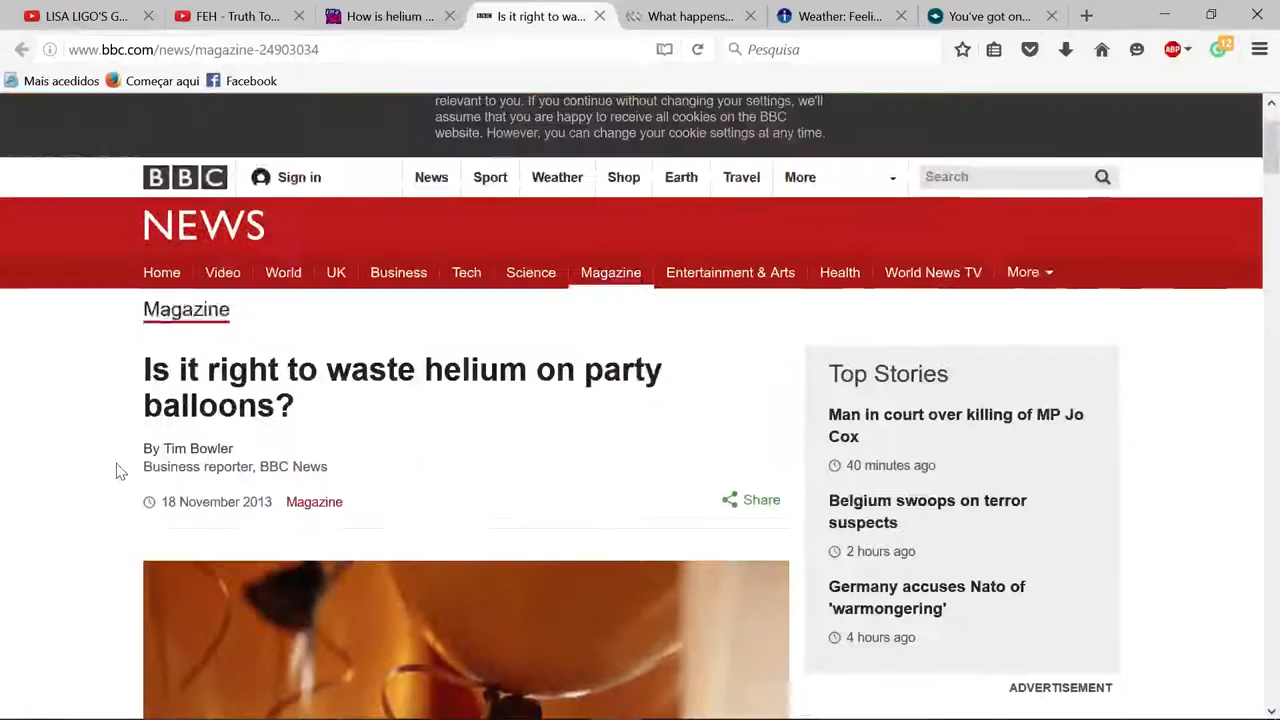 LISA LIGO'S G
FEH - Truth To...
How is helium ...
Is it right to wa...
What happens...
Weather: Feeli...
You've got on...
www.bbc.com/news/magazine-24903034
Pesquisa
ABP
12
Mais acedidos
Começar aqui
Facebook
relevant to you. If you continue without changing your settings, we'll
assume that you are happy to receive all cookies on the BBC
website. However, you can change your cookie settings at any time.
BBC
Sign in
News
Sport
Weather
Shop
Earth
Travel
More
Search
NEWS
Home
Video
World
UK
Business
Tech
Science
Magazine
Entertainment & Arts
Health
World News TV
More
Magazine
Is it right to waste helium on party
balloons?
By Tim Bowler
Business reporter, BBC News
18 November 2013
Magazine
Share
Top Stories
Man in court over killing of MP Jo
Cox
40 minutes ago
Belgium swoops on terror
suspects
2 hours ago
Germany accuses Nato of
'warmongering'
4 hours ago
ADVERTISEMENT